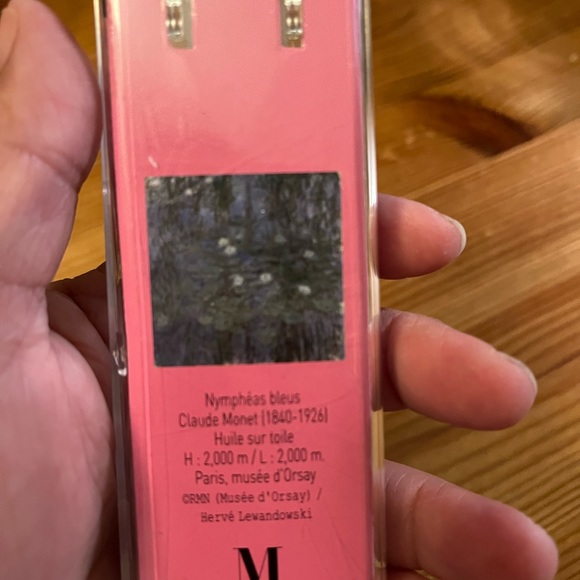 Nymphéas bleus
Claude Monet (1840-1926)
Huile sur toile
H : 2,000 m / L : 2,000 m.
Paris, musée d'Orsay
©RMN (Musée d'Orsay) /
Hervé Lewandowski
M